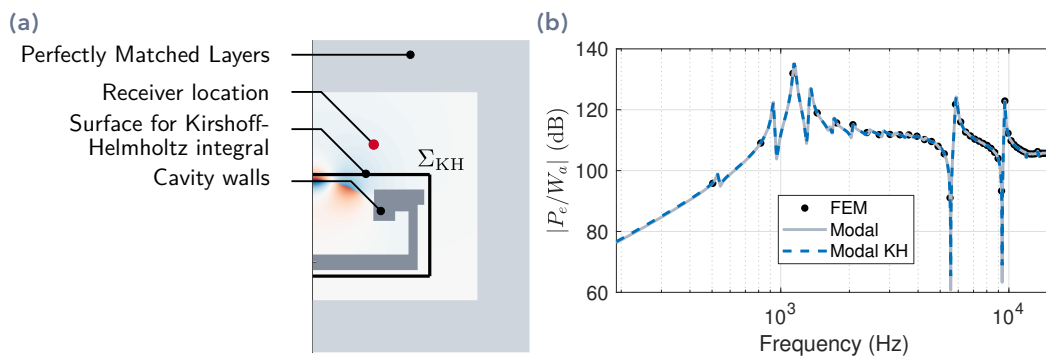 (a)
Perfectly Matched Layers
Receiver location
Surface for Kirshoff-
Helmholtz integral
Cavity walls
Σ_KH
(b)
|P_e/W_a| (dB)
140
120
100
80
60
FEM
Modal
Modal KH
10^3
10^4
Frequency (Hz)